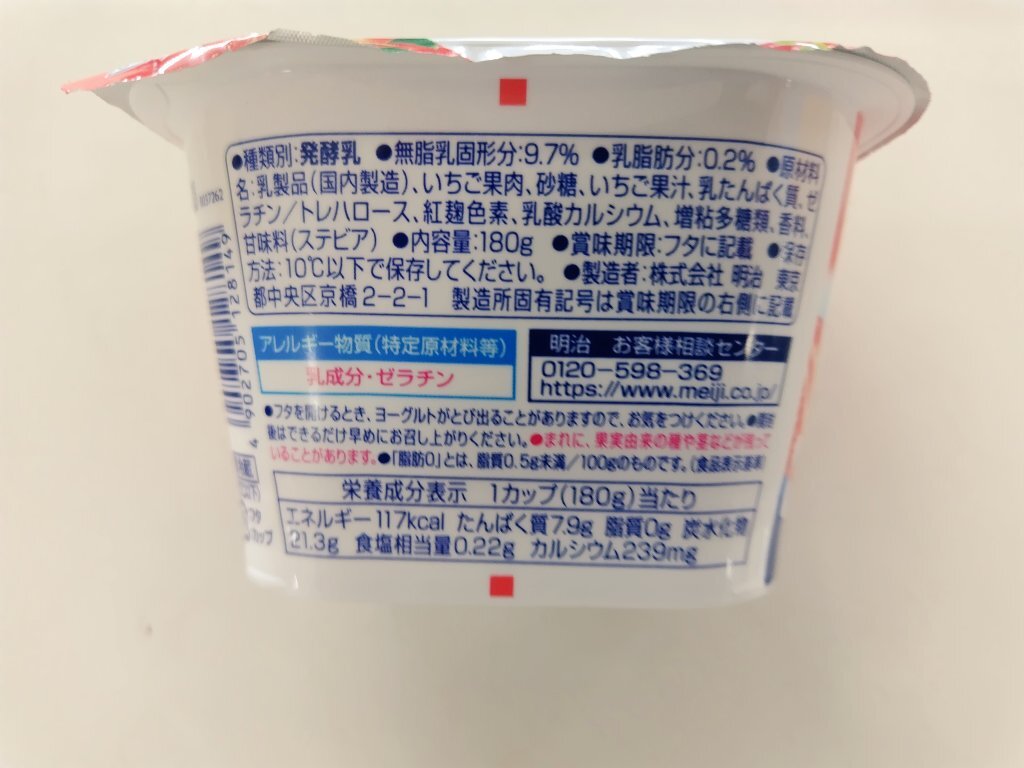 ●種類別:発酵乳 ●無脂乳固形分:9.7% ●乳脂肪分:0.2% ●原材料
名:乳製品(国内製造)、いちご果肉、砂糖、いちご果汁、乳たんぱく質、ゼ
ラチン/トレハロース、紅麹色素、乳酸カルシウム、増粘多糖類、香料、
甘味料(ステビア) ●内容量:180g ●賞味期限:フタに記載 ●保存
方法:10℃以下で保存してください。 ●製造者:株式会社 明治 東京
都中央区京橋2-2-1 製造所固有記号は賞味期限の右側に記載
アレルギー物質(特定原材料等)
乳成分・ゼラチン
明治 お客様相談センター
0120-598-369
https://www.meiji.co.jp/
●フタを開けるとき、ヨーグルトがとび出ることがありますので、お気をつけください。●開封
後はできるだけ早めにお召し上がりください。●まれに、果実由来の種や茎などが残って
いることがあります。●「脂肪0」とは、脂質0.5g未満/100gのものです。(食品表示基準)
栄養成分表示 1カップ(180g)当たり
エネルギー117kcal たんぱく質7.9g 脂質0g 炭水化物
21.3g 食塩相当量0.22g カルシウム239mg
4 902705 128149
カップ